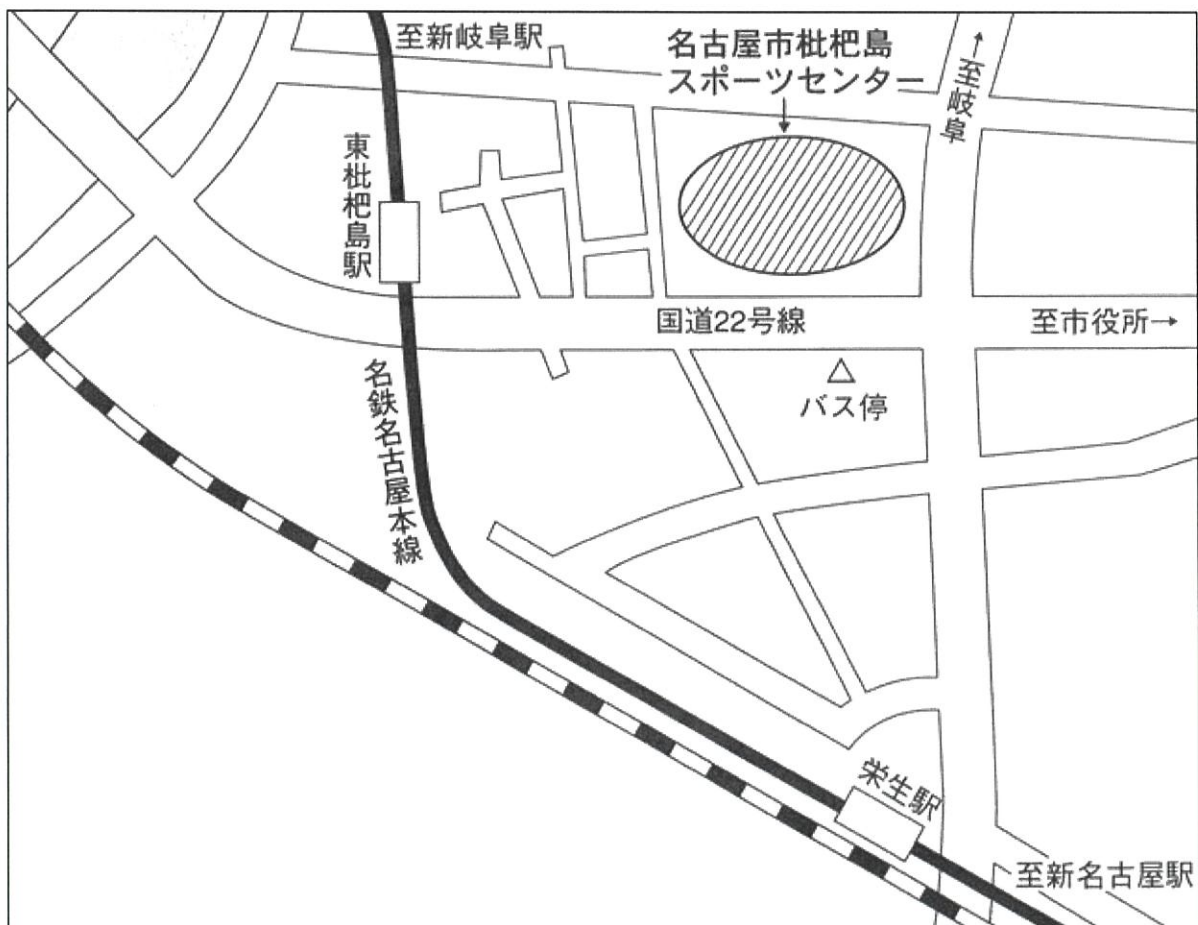 至新岐阜駅
名古屋市枇杷島
スポーツセンター
←至岐阜
東枇杷島駅
国道22号線
至市役所→
バス停
名鉄名古屋本線
栄生駅
至新名古屋駅